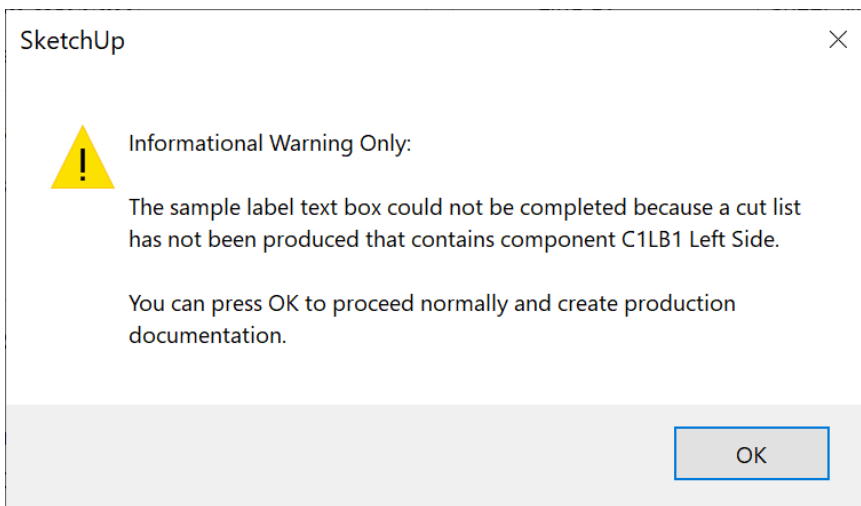 SketchUp
Informational Warning Only:
The sample label text box could not be completed because a cut list
has not been produced that contains component C1LB1 Left Side.
You can press OK to proceed normally and create production
documentation.
OK